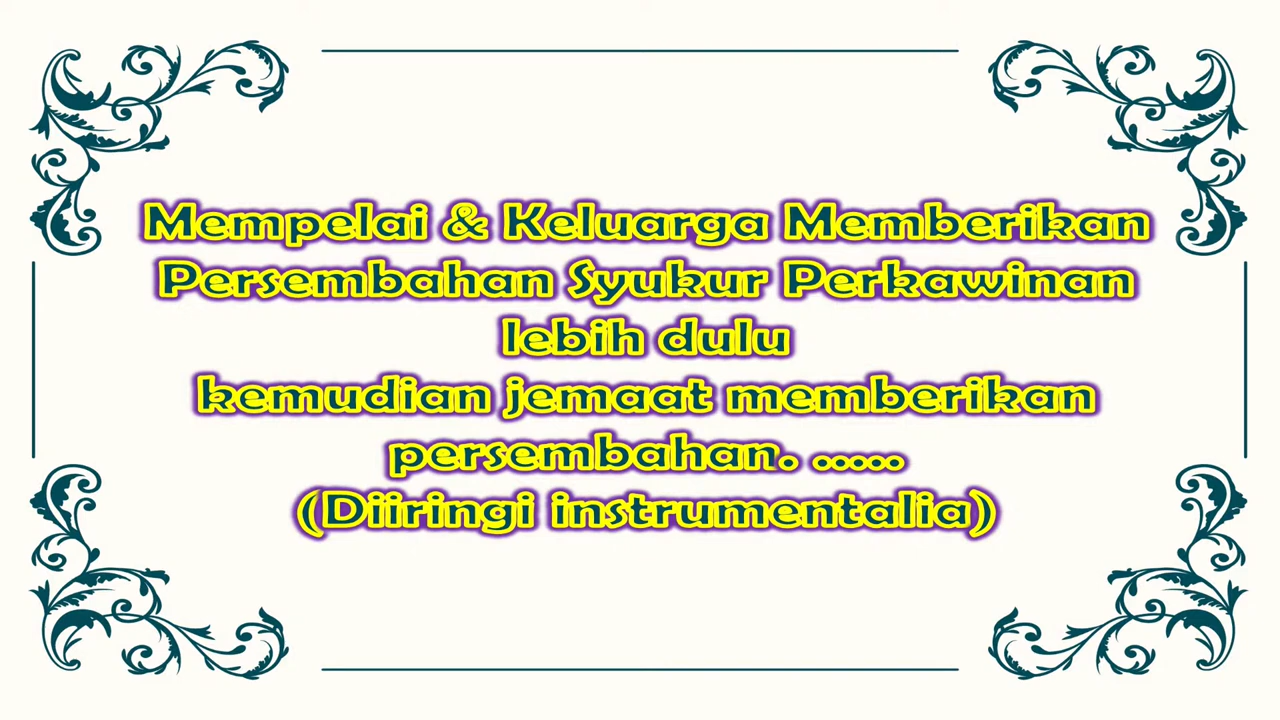 Mempelai & Keluarga Memberikan
Persembahan Syukur Perkawinan
lebih dulu
kemudian jemaat memberikan
persembahan. .....
(Diiringi instrumentalia)